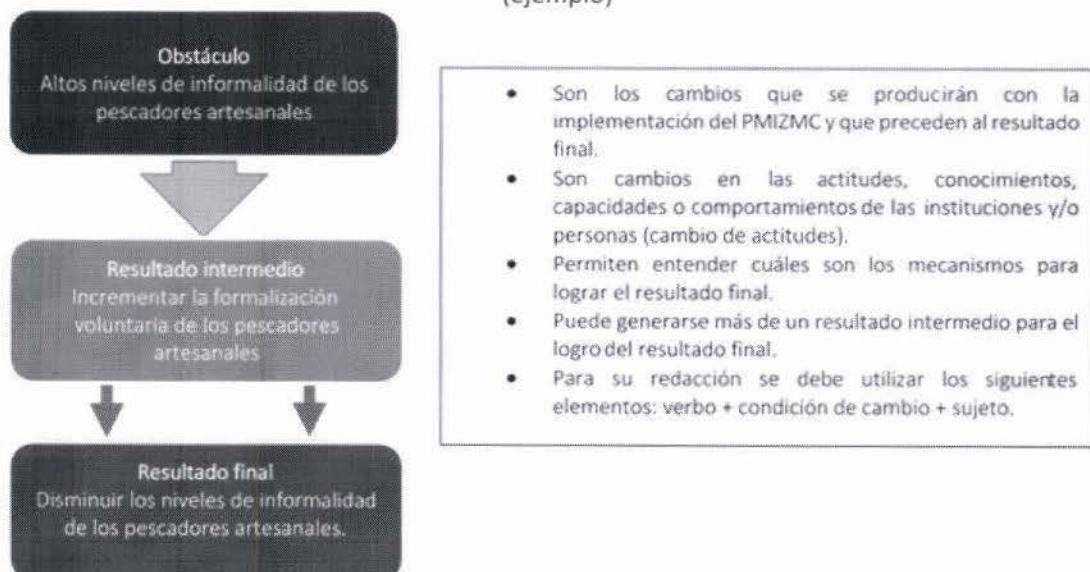 (ejemplo)
Obstáculo
Altos niveles de informalidad de los
pescadores artesanales
Resultado intermedio
Incrementar la formalización
voluntaria de los pescadores
artesanales
Resultado final
Disminuir los niveles de informalidad
de los pescadores artesanales.
• Son los cambios que se producirán con la
implementación del PMIZMC y que preceden al resultado
final.
• Son cambios en las actitudes, conocimientos,
capacidades o comportamientos de las instituciones y/o
personas (cambio de actitudes).
• Permiten entender cuáles son los mecanismos para
lograr el resultado final.
• Puede generarse más de un resultado intermedio para el
logro del resultado final.
• Para su redacción se debe utilizar los siguientes
elementos: verbo + condición de cambio + sujeto.